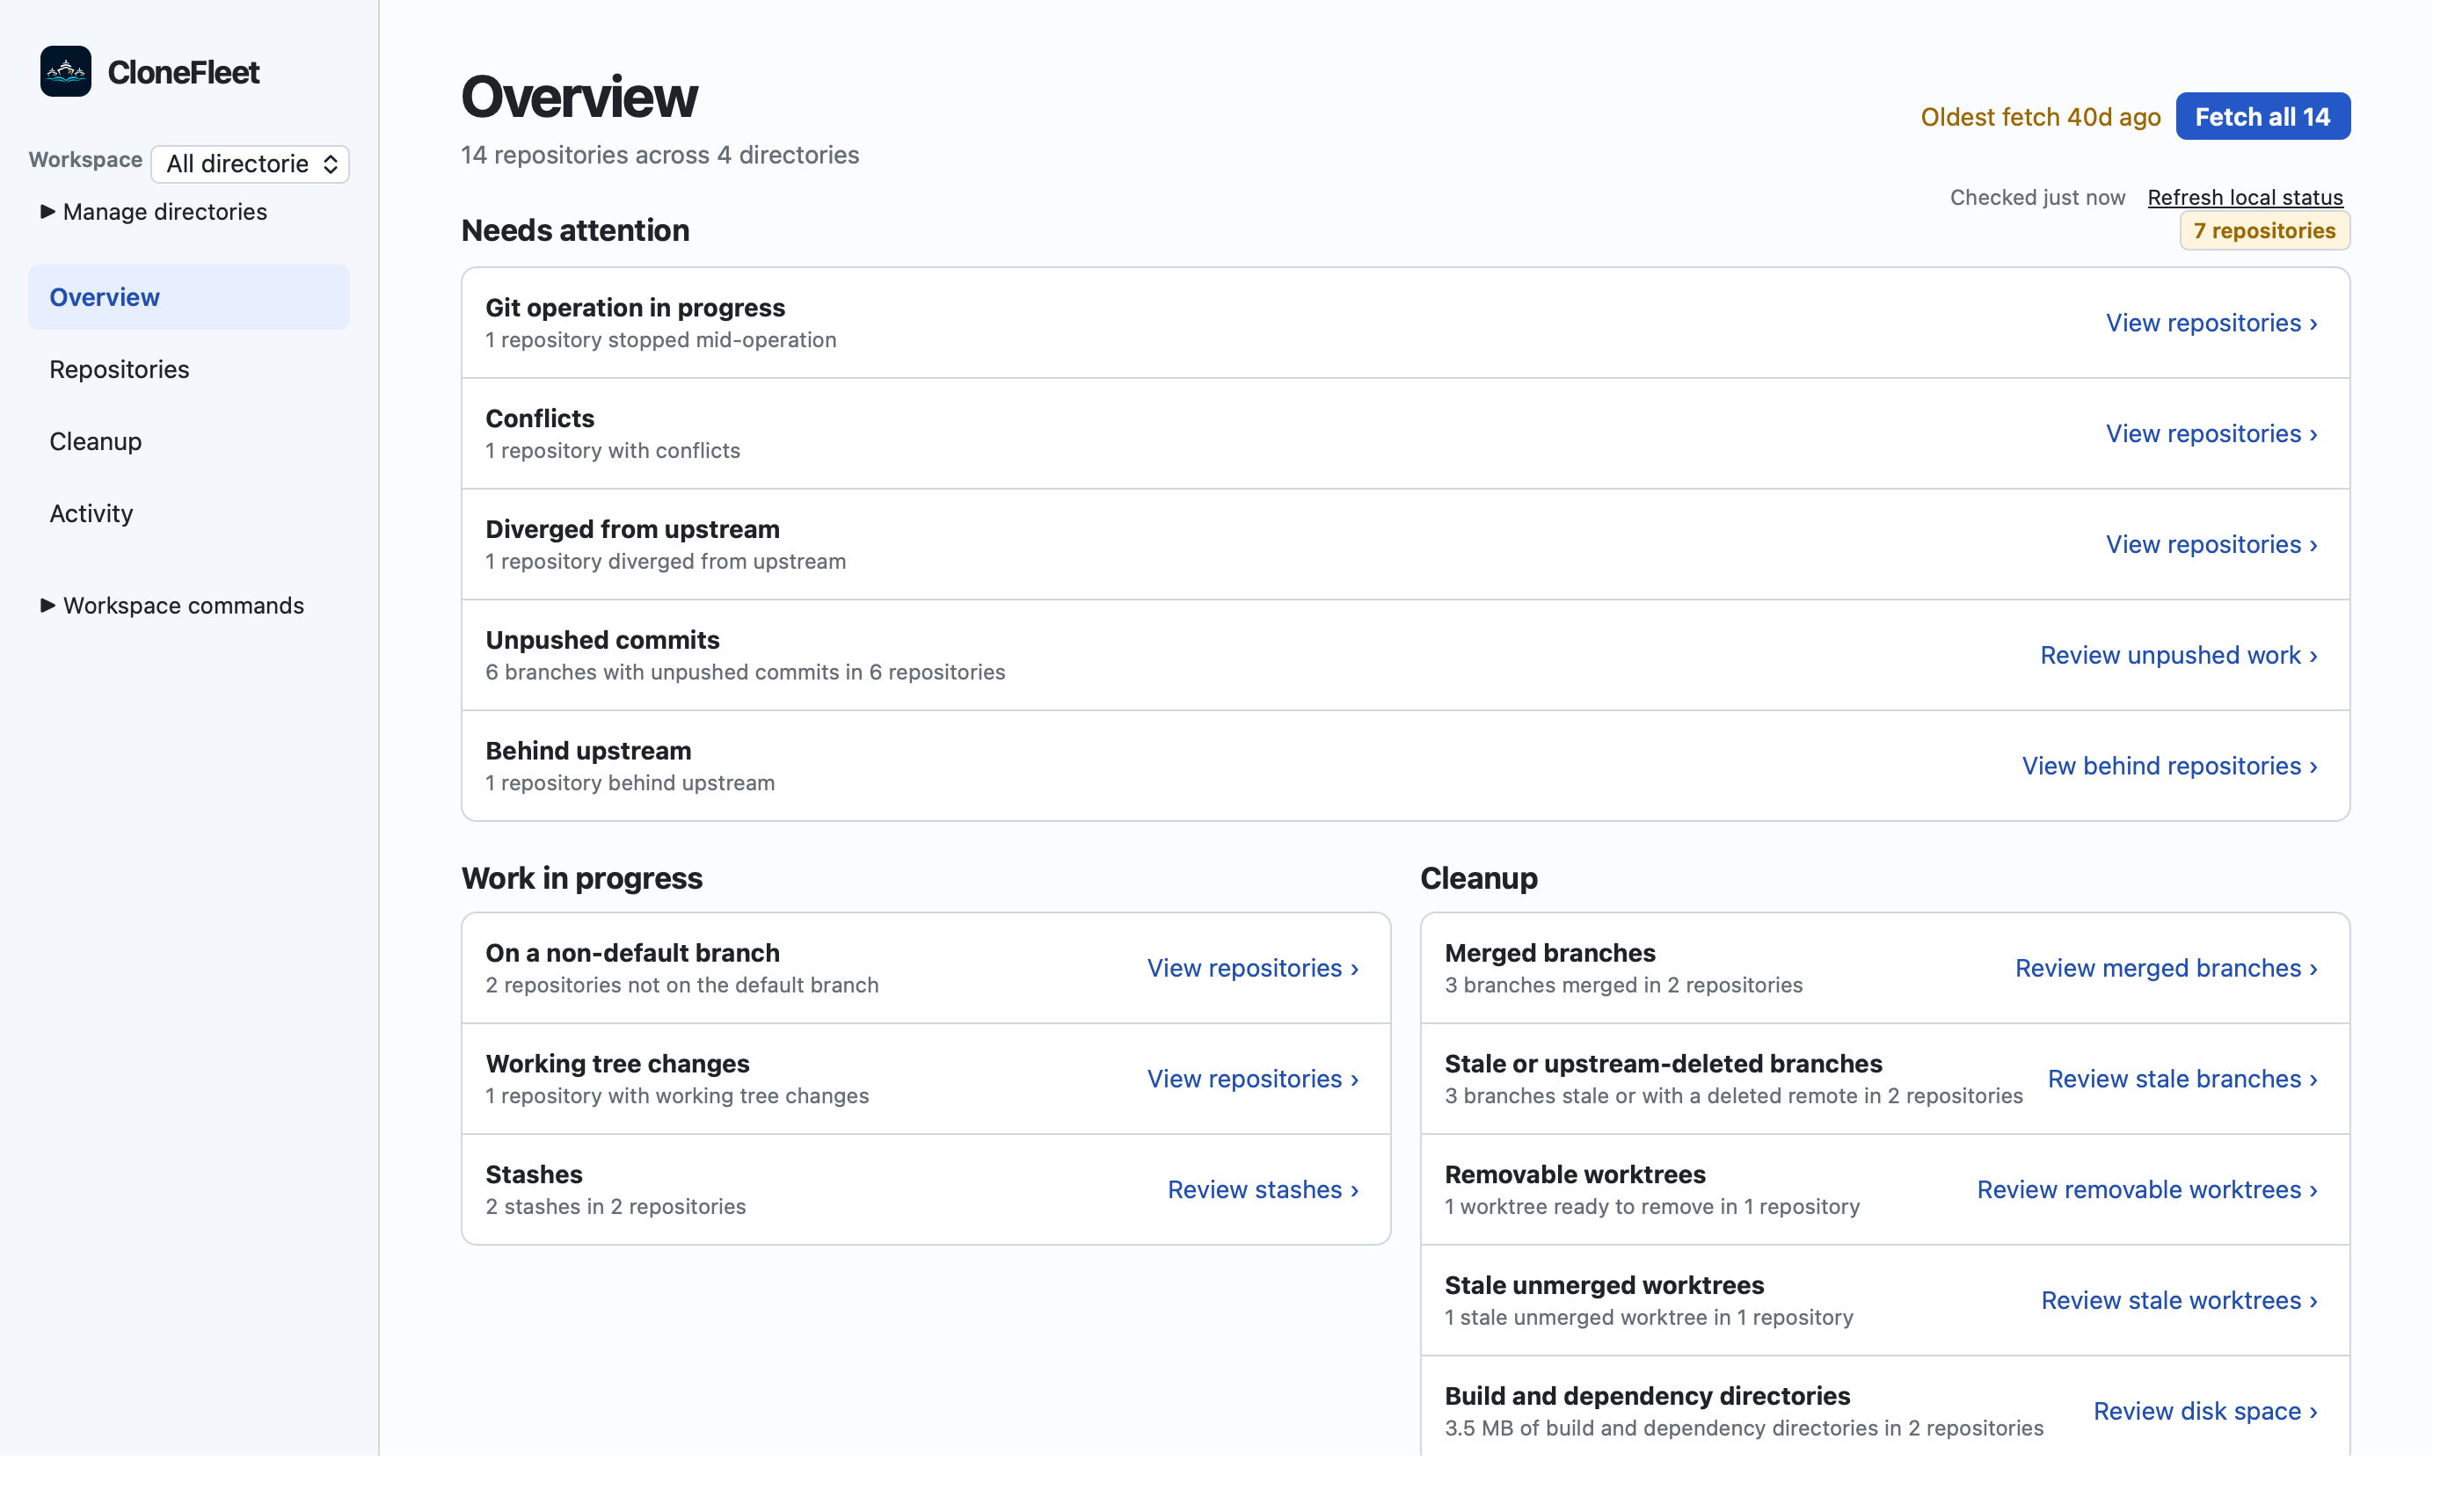 CloneFleet
Workspace
All directorie
Manage directories
Overview
Repositories
Cleanup
Activity
Workspace commands
Overview
14 repositories across 4 directories
Oldest fetch 40d ago
Fetch all 14
Checked just now
Refresh local status
Needs attention
7 repositories
Git operation in progress
1 repository stopped mid-operation
View repositories ›
Conflicts
1 repository with conflicts
View repositories ›
Diverged from upstream
1 repository diverged from upstream
View repositories ›
Unpushed commits
6 branches with unpushed commits in 6 repositories
Review unpushed work ›
Behind upstream
1 repository behind upstream
View behind repositories ›
Work in progress
On a non-default branch
2 repositories not on the default branch
View repositories ›
Working tree changes
1 repository with working tree changes
View repositories ›
Stashes
2 stashes in 2 repositories
Review stashes ›
Cleanup
Merged branches
3 branches merged in 2 repositories
Review merged branches ›
Stale or upstream-deleted branches
3 branches stale or with a deleted remote in 2 repositories
Review stale branches ›
Removable worktrees
1 worktree ready to remove in 1 repository
Review removable worktrees ›
Stale unmerged worktrees
1 stale unmerged worktree in 1 repository
Review stale worktrees ›
Build and dependency directories
3.5 MB of build and dependency directories in 2 repositories
Review disk space ›